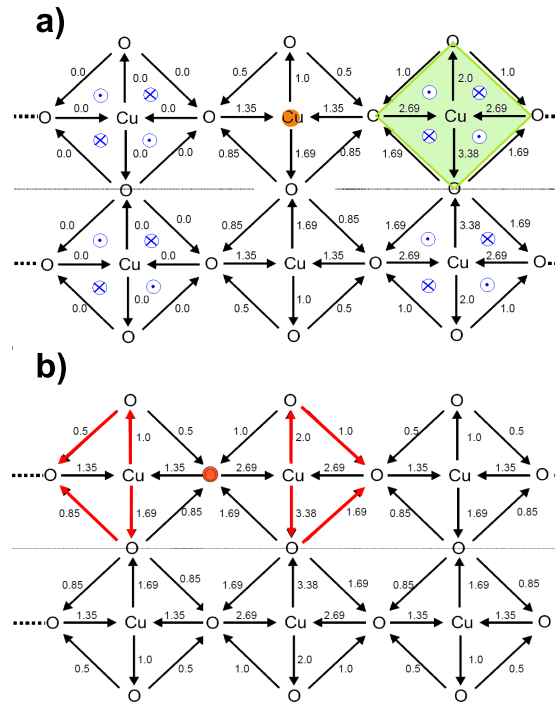 a)
O O O
0.0 0.0 0.5 0.5 1.0 1.0
0.0 1.0 2.0
O 0.0 Cu 0.0 O 1.35 Cu 1.35 O 2.69 Cu 2.69 O
0.0 0.0 0.0 0.85 1.69 0.85 1.69 3.38 1.69
O O O
0.0 0.0 0.0 0.85 1.69 0.85 1.69 3.38 1.69
O 0.0 Cu 0.0 O 1.35 Cu 1.35 O 2.69 Cu 2.69 O
0.0 0.0 0.0 0.5 1.0 0.5 1.0 2.0 1.0
O O O
b)
O O O
0.5 1.0 0.5 1.0 2.0 1.0 0.5 1.0 0.5
O 1.35 Cu 1.35 2.69 Cu 2.69 O 1.35 Cu 1.35 O
0.85 1.69 0.85 1.69 3.38 1.69 0.85 1.69 0.85
O O O
0.85 1.69 0.85 1.69 3.38 1.69 0.85 1.69 0.85
O 1.35 Cu 1.35 O 2.69 Cu 2.69 O 1.35 Cu 1.35 O
0.5 1.0 0.5 1.0 2.0 1.0 0.5 1.0 0.5
O O O